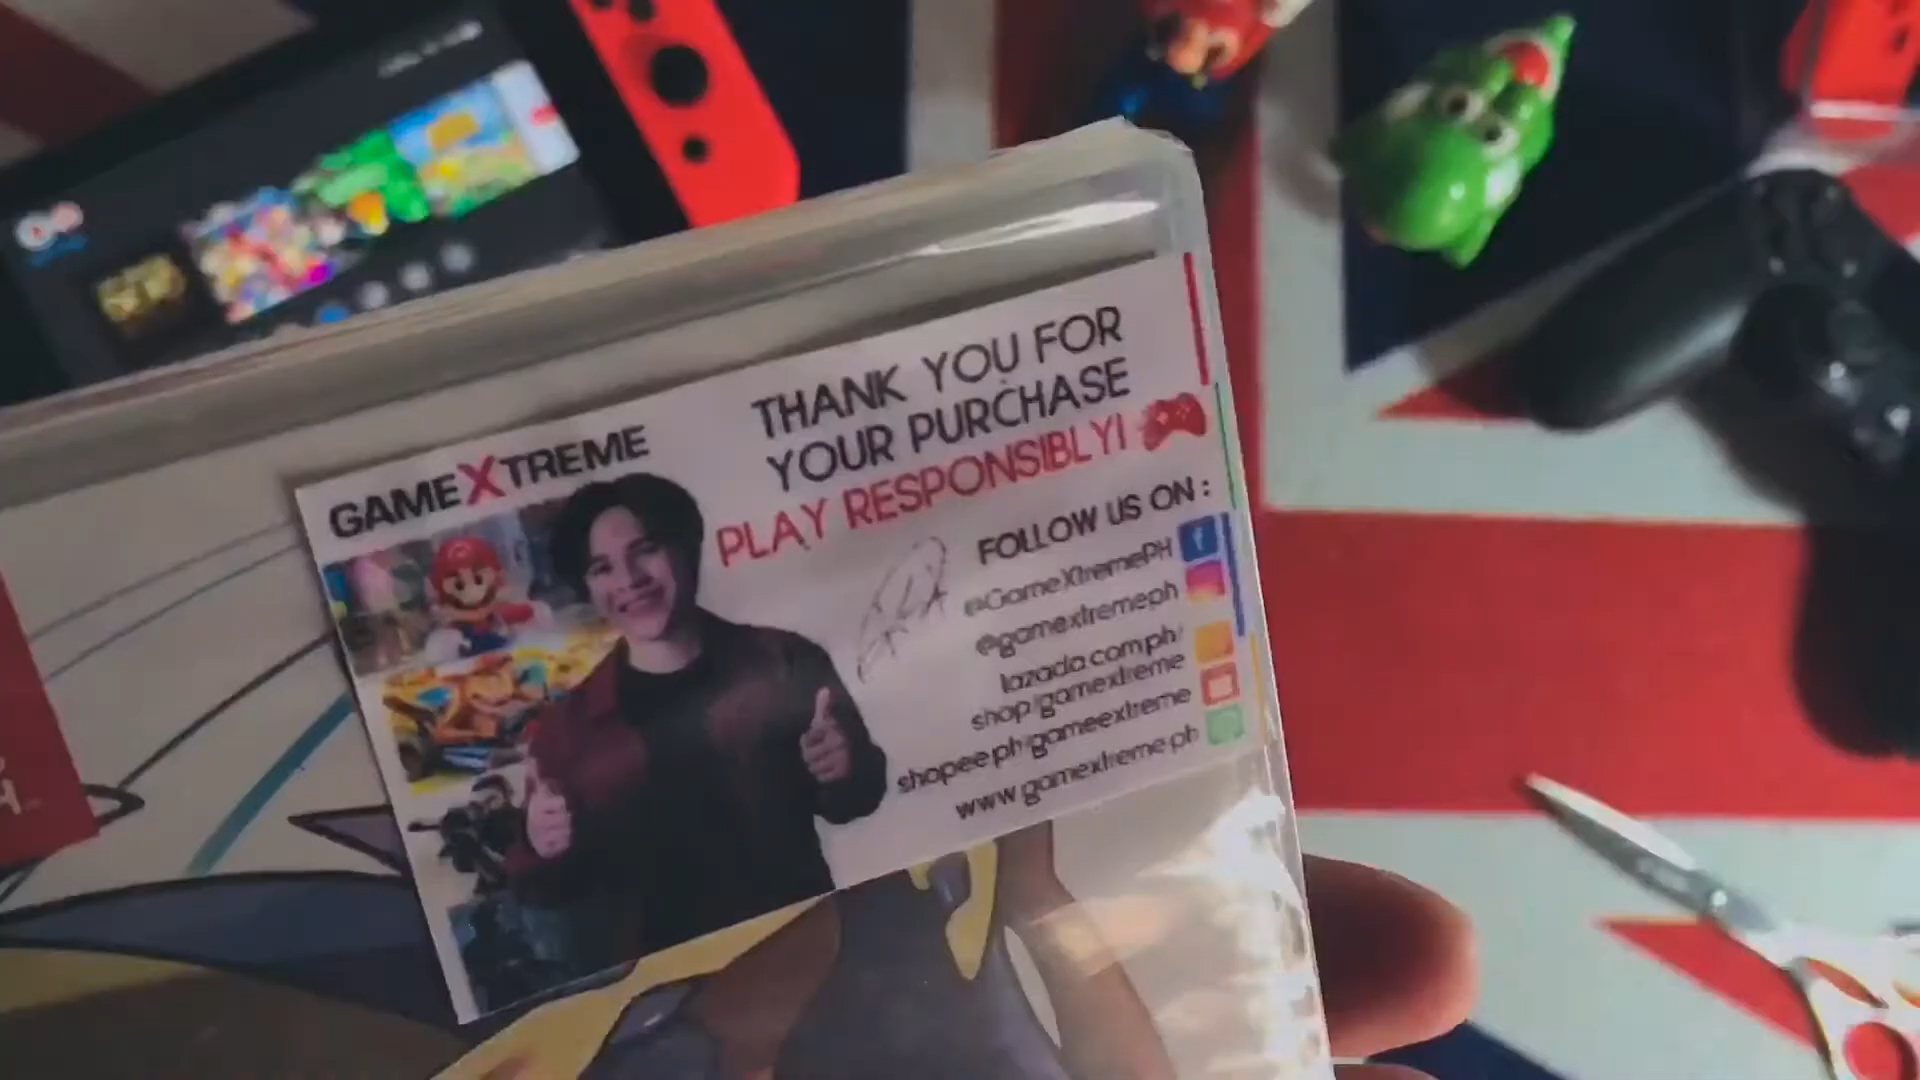 GAMEXTREME
THANK YOU FOR
YOUR PURCHASE
PLAY RESPONSIBLY!
FOLLOW US ON :
@GameXtremePH
@gamextremeph
lazada.com.ph/
shop/gamextreme
shopee.ph/gameextreme
www.gamextreme.ph